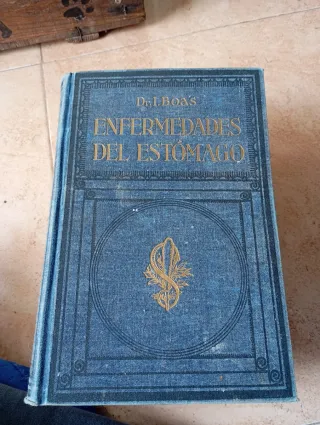 Dr. I. BOAS
ENFERMEDADES
DEL ESTÓMAGO